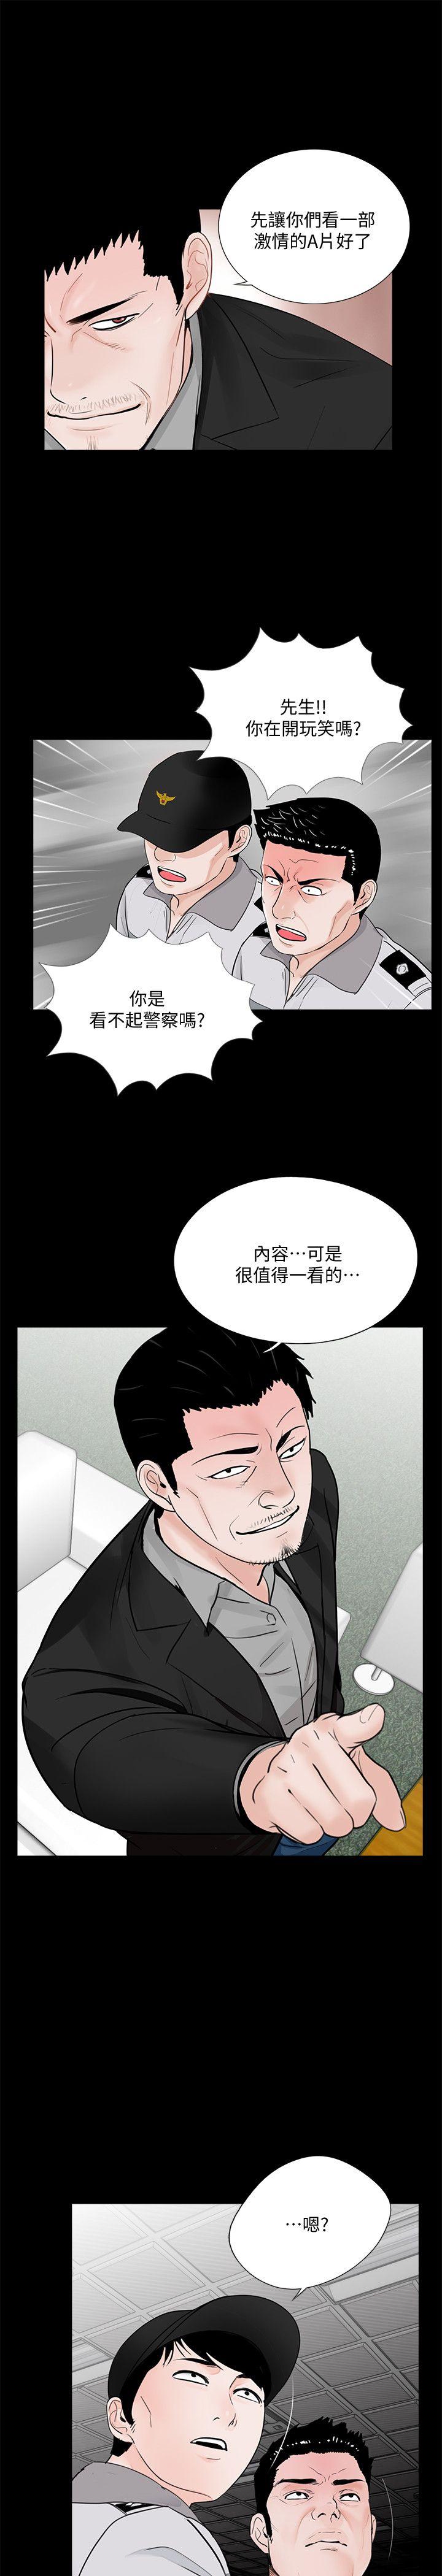 先讓你們看一部
激情的A片好了
先生!!
你在開玩笑嗎?
你是
看不起警察嗎?
內容⋯可是
很值得一看的⋯
⋯嗯?